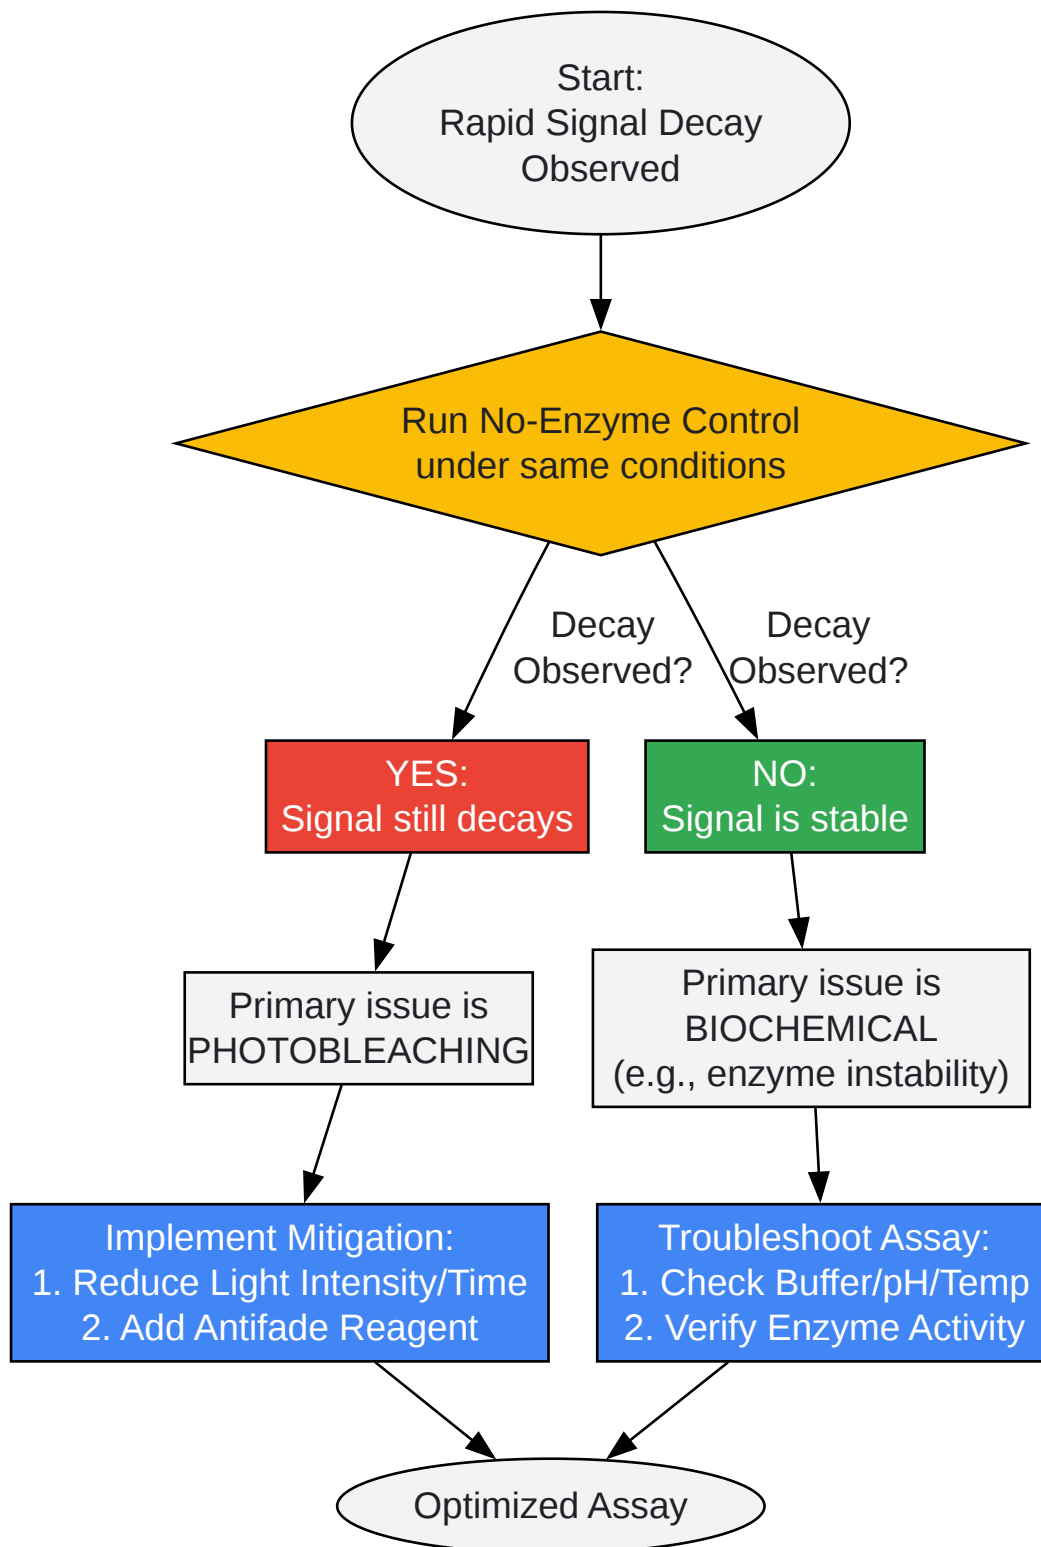 Start:
Rapid Signal Decay
Observed
Run No-Enzyme Control
under same conditions
Decay
Observed?
Decay
Observed?
YES:
Signal still decays
NO:
Signal is stable
Primary issue is
PHOTOBLEACHING
Primary issue is
BIOCHEMICAL
(e.g., enzyme instability)
Implement Mitigation:
1. Reduce Light Intensity/Time
2. Add Antifade Reagent
Troubleshoot Assay:
1. Check Buffer/pH/Temp
2. Verify Enzyme Activity
Optimized Assay